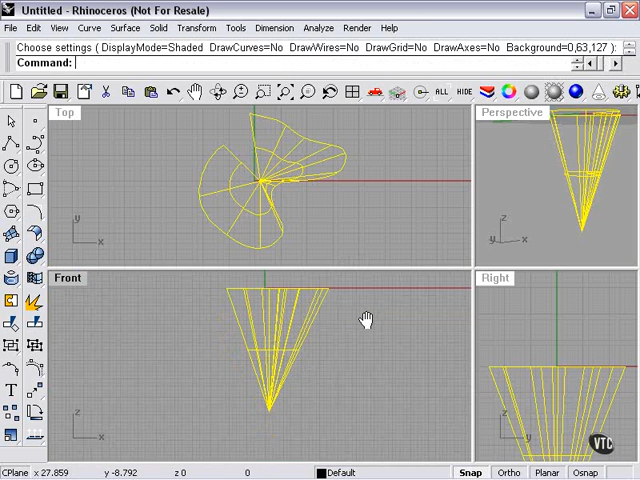 Untitled - Rhinoceros (Not For Resale)
File Edit View Curve Surface Solid Transform Tools Dimension Analyze Render Help
Choose settings ( DisplayMode=Shaded DrawCurves=No DrawWires=No DrawGrid=No DrawAxes=No Background=0,63,127 ):
Command:
ALL HIDE
Top
Perspective
y
x
z
y
x
Front
Right
z
x
z
y
VTC
T
CPlane x 27.859 y -8.792 z 0 0 Default Snap Ortho Planar Osnap